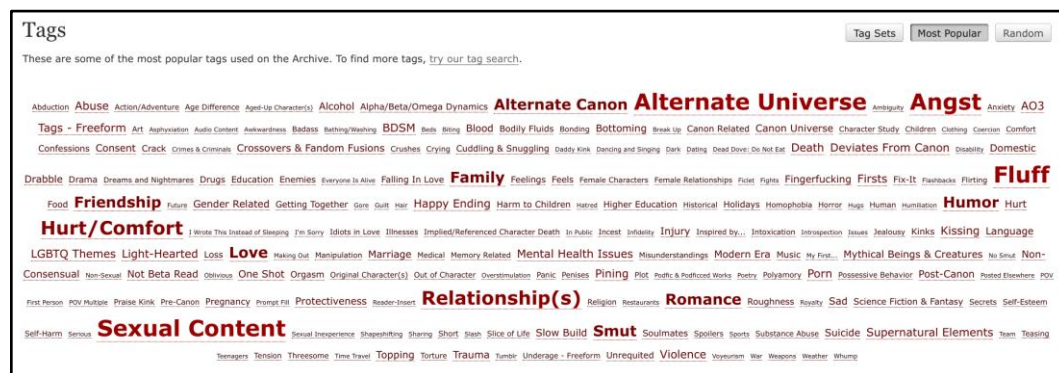 Tags
Tag Sets Most Popular Random
These are some of the most popular tags used on the Archive. To find more tags, try our tag search.
Abduction Abuse Action/Adventure Age Difference Aged-Up Character(s) Alcohol Alpha/Beta/Omega Dynamics Alternate Canon Alternate Universe Ambiguity Angst Anxiety AO3
Tags - Freeform Art Asphyxiation Audio Content Awkwardness Badass Bathing/Washing BDSM Beds Biting Blood Bodily Fluids Bonding Bottoming Break Up Canon Related Canon Universe Character Study Children Clothing Coercion Comfort
Confessions Consent Crack Crimes & Criminals Crossovers & Fandom Fusions Crushes Crying Cuddling & Snuggling Daddy Kink Dancing and Singing Dark Dating Dead Dove: Do Not Eat Death Deviates From Canon Disability Domestic
Drabble Drama Dreams and Nightmares Drugs Education Enemies Everyone Is Alive Falling In Love Family Feelings Feels Female Characters Female Relationships Ficlet Fights Fingerfucking Firsts Fix-It Flashbacks Flirting Fluff
Food Friendship Future Gender Related Getting Together Gore Guilt Hair Happy Ending Harm to Children Hatred Higher Education Historical Holidays Homophobia Horror Hugs Human Humiliation Humor Hurt
Hurt/Comfort I Wrote This Instead of Sleeping I'm Sorry Idiots in Love Illnesses Implied/Referenced Character Death In Public Incest Infidelity Injury Inspired by... Intoxication Introspection Issues Jealousy Kinks Kissing Language
LGBTQ Themes Light-Hearted Loss Love Making Out Manipulation Marriage Medical Memory Related Mental Health Issues Misunderstandings Modern Era Music My First... Mythical Beings & Creatures No Smut Non-
Consensual Non-Sexual Not Beta Read Oblivious One Shot Orgasm Original Character(s) Out of Character Overstimulation Panic Penises Pining Plot Podfic & Podficced Works Poetry Polyamory Porn Possessive Behavior Post-Canon Posted Elsewhere POV
First Person POV Multiple Praise Kink Pre-Canon Pregnancy Prompt Fill Protectiveness Reader-Insert Relationship(s) Religion Restaurants Romance Roughness Royalty Sad Science Fiction & Fantasy Secrets Self-Esteem
Self-Harm Serious Sexual Content Sexual Inexperience Shapeshifting Sharing Short Slash Slice of Life Slow Build Smut Soulmates Spoilers Sports Substance Abuse Suicide Supernatural Elements Team Teasing
Teenagers Tension Threesome Time Travel Topping Torture Trauma Tumblr Underage - Freeform Unrequited Violence Voyeurism War Weapons Weather Whump